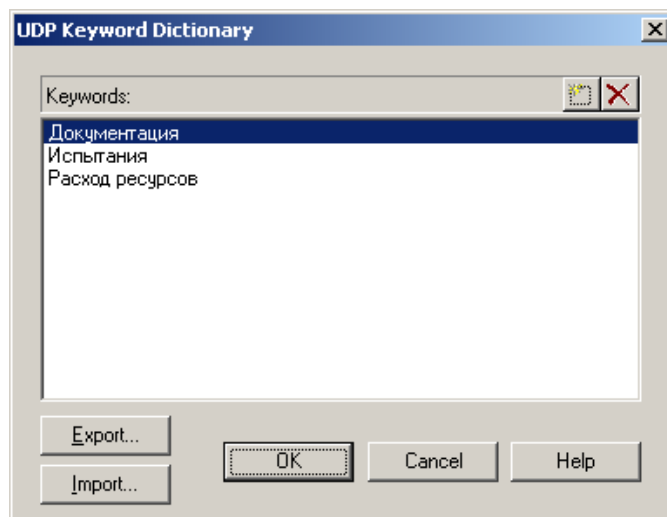 UDP Keyword Dictionary
Keywords:
Документация
Испытания
Расход ресурсов
Export...
OK
Cancel
Help
Import...